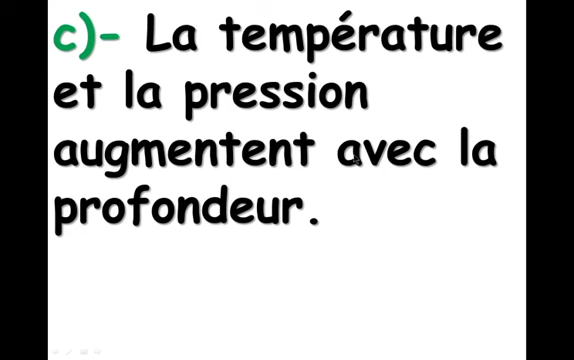 c)- La température
et la pression
augmentent avec la
profondeur.